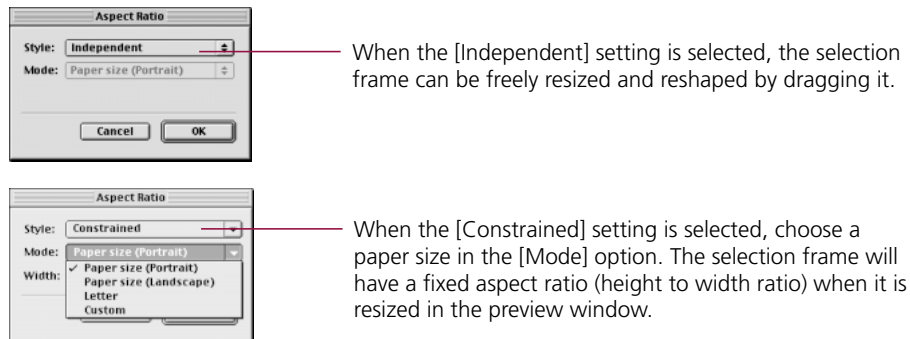 Aspect Ratio
Style: Independent
Mode: Paper size (Portrait)
Cancel OK
When the [Independent] setting is selected, the selection
frame can be freely resized and reshaped by dragging it.
Aspect Ratio
Style: Constrained
Mode: Paper size (Portrait)
Width: ✓ Paper size (Portrait)
Paper size (Landscape)
Letter
Custom
When the [Constrained] setting is selected, choose a
paper size in the [Mode] option. The selection frame will
have a fixed aspect ratio (height to width ratio) when it is
resized in the preview window.